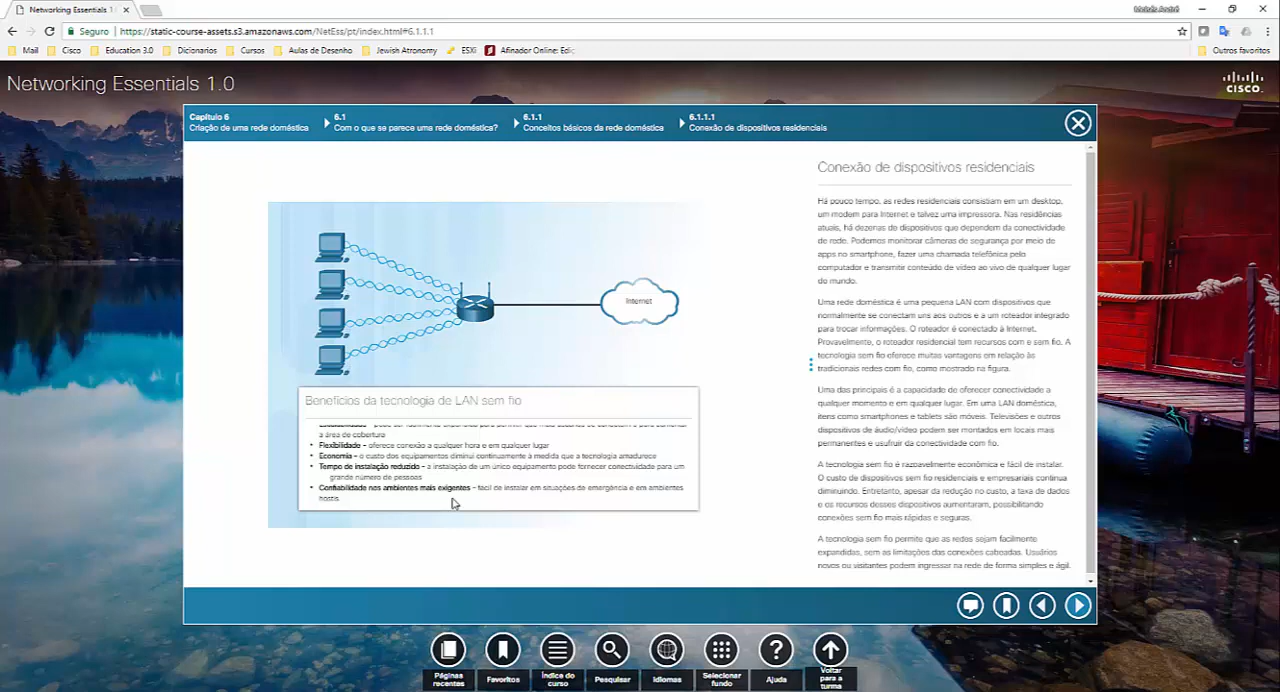 Networking Essentials 1.0
Moisés André
Seguro
https://static-course-assets.s3.amazonaws.com/NetEss/pt/index.html#6.1.1.1
Mail
Cisco
Education 3.0
Dicionarios
Cursos
Aulas de Desenho
Jewish Atronomy
ESXi
Afinador Online: Edic
Outros favoritos
Networking Essentials 1.0
CISCO
Capítulo 6
Criação de uma rede doméstica
6.1
Com o que se parece uma rede doméstica?
6.1.1
Conceitos básicos da rede doméstica
6.1.1.1
Conexão de dispositivos residenciais
Internet
Benefícios da tecnologia de LAN sem fio
a área de cobertura
• Flexibilidade – oferece conexão a qualquer hora e em qualquer lugar
• Economia – o custo dos equipamentos diminui continuamente à medida que a tecnologia amadurece
• Tempo de instalação reduzido – a instalação de um único equipamento pode fornecer conectividade para um
grande número de pessoas
• Confiabilidade nos ambientes mais exigentes – fácil de instalar em situações de emergência e em ambientes
hostis
Conexão de dispositivos residenciais
Há pouco tempo, as redes residenciais consistiam em um desktop,
um modem para Internet e talvez uma impressora. Nas residências
atuais, há dezenas de dispositivos que dependem da conectividade
de rede. Podemos monitorar câmeras de segurança por meio de
apps no smartphone, fazer uma chamada telefônica pelo
computador e transmitir conteúdo de vídeo ao vivo de qualquer lugar
do mundo.
Uma rede doméstica é uma pequena LAN com dispositivos que
normalmente se conectam uns aos outros e a um roteador integrado
para trocar informações. O roteador é conectado à Internet.
Provavelmente, o roteador residencial tem recursos com e sem fio. A
tecnologia sem fio oferece muitas vantagens em relação às
tradicionais redes com fio, como mostrado na figura.
Uma das principais é a capacidade de oferecer conectividade a
qualquer momento e em qualquer lugar. Em uma LAN doméstica,
itens como smartphones e tablets são móveis. Televisões e outros
dispositivos de áudio/vídeo podem ser montados em locais mais
permanentes e usufruir da conectividade com fio.
A tecnologia sem fio é razoavelmente econômica e fácil de instalar.
O custo de dispositivos sem fio residenciais e empresariais continua
diminuindo. Entretanto, apesar da redução no custo, a taxa de dados
e os recursos desses dispositivos aumentaram, possibilitando
conexões sem fio mais rápidas e seguras.
A tecnologia sem fio permite que as redes sejam facilmente
expandidas, sem as limitações das conexões cabeadas. Usuários
novos ou visitantes podem ingressar na rede de forma simples e ágil.
Páginas
recentes
Favoritos
Índice do
curso
Pesquisar
Idiomas
Selecionar
fundo
Ajuda
Voltar
para a
turma